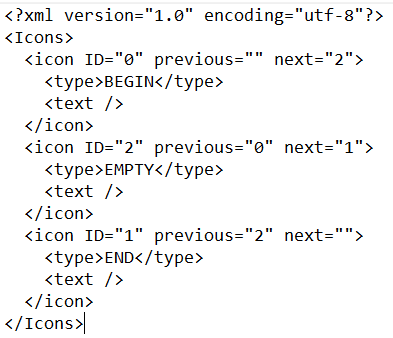 <?xml version="1.0" encoding="utf-8"?>
<Icons>
  <icon ID="0" previous="" next="2">
    <type>BEGIN</type>
    <text />
  </icon>
  <icon ID="2" previous="0" next="1">
    <type>EMPTY</type>
    <text />
  </icon>
  <icon ID="1" previous="2" next="">
    <type>END</type>
    <text />
  </icon>
</Icons>